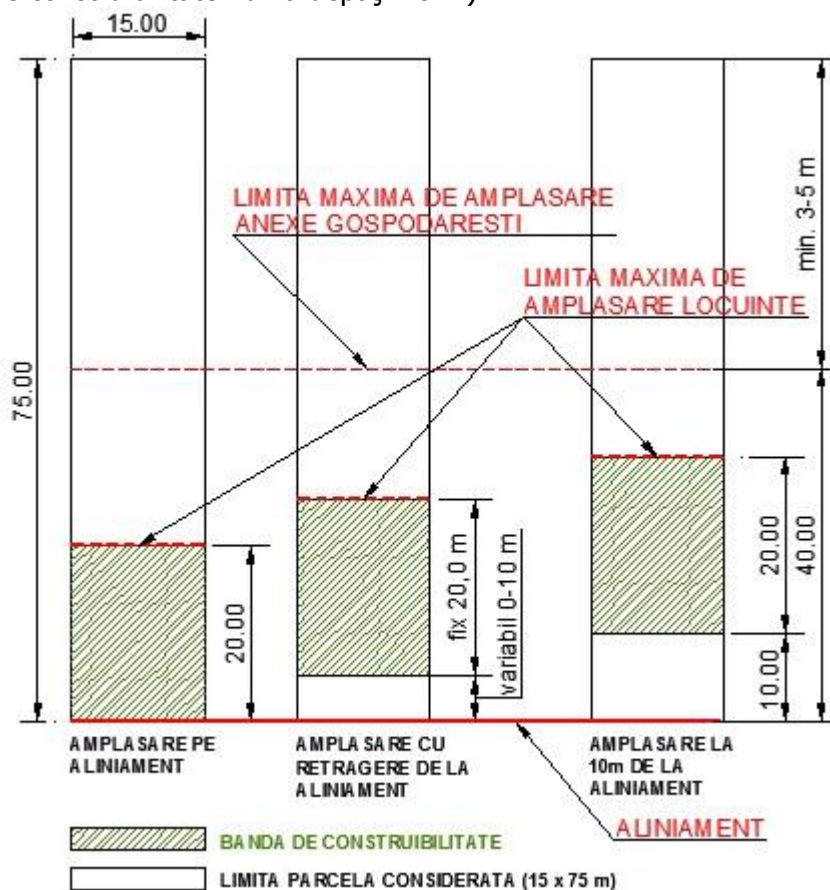 15.00
LIMITA MAXIMA DE AMPLASARE
ANEXE GOSPODARESTI
LIMITA MAXIMA DE
AMPLASARE LOCUINTE
min. 3-5 m
75.00
20.00
fix 20,0 m
variabil 0-10 m
20.00
40.00
10.00
AMPLASARE PE
ALINIAMENT
AMPLASARE CU
RETRAGERE DE LA
ALINIAMENT
AMPLASARE LA
10m DE LA
ALINIAMENT
ALINIAMENT
BANDA DE CONSTRUIBILITATE
LIMITA PARCELA CONSIDERATA (15 x 75 m)